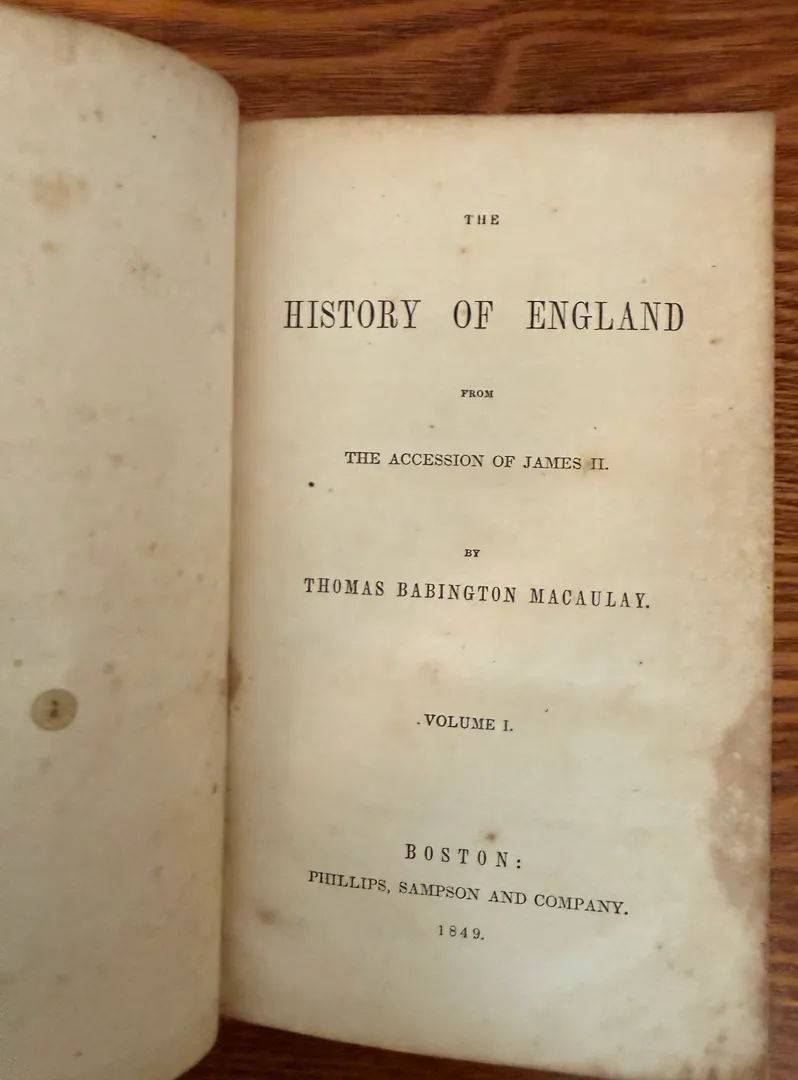 THE
HISTORY OF ENGLAND
FROM
THE ACCESSION OF JAMES II.
BY
THOMAS BABINGTON MACAULAY.
VOLUME I.
BOSTON:
PHILLIPS, SAMPSON AND COMPANY.
1849.